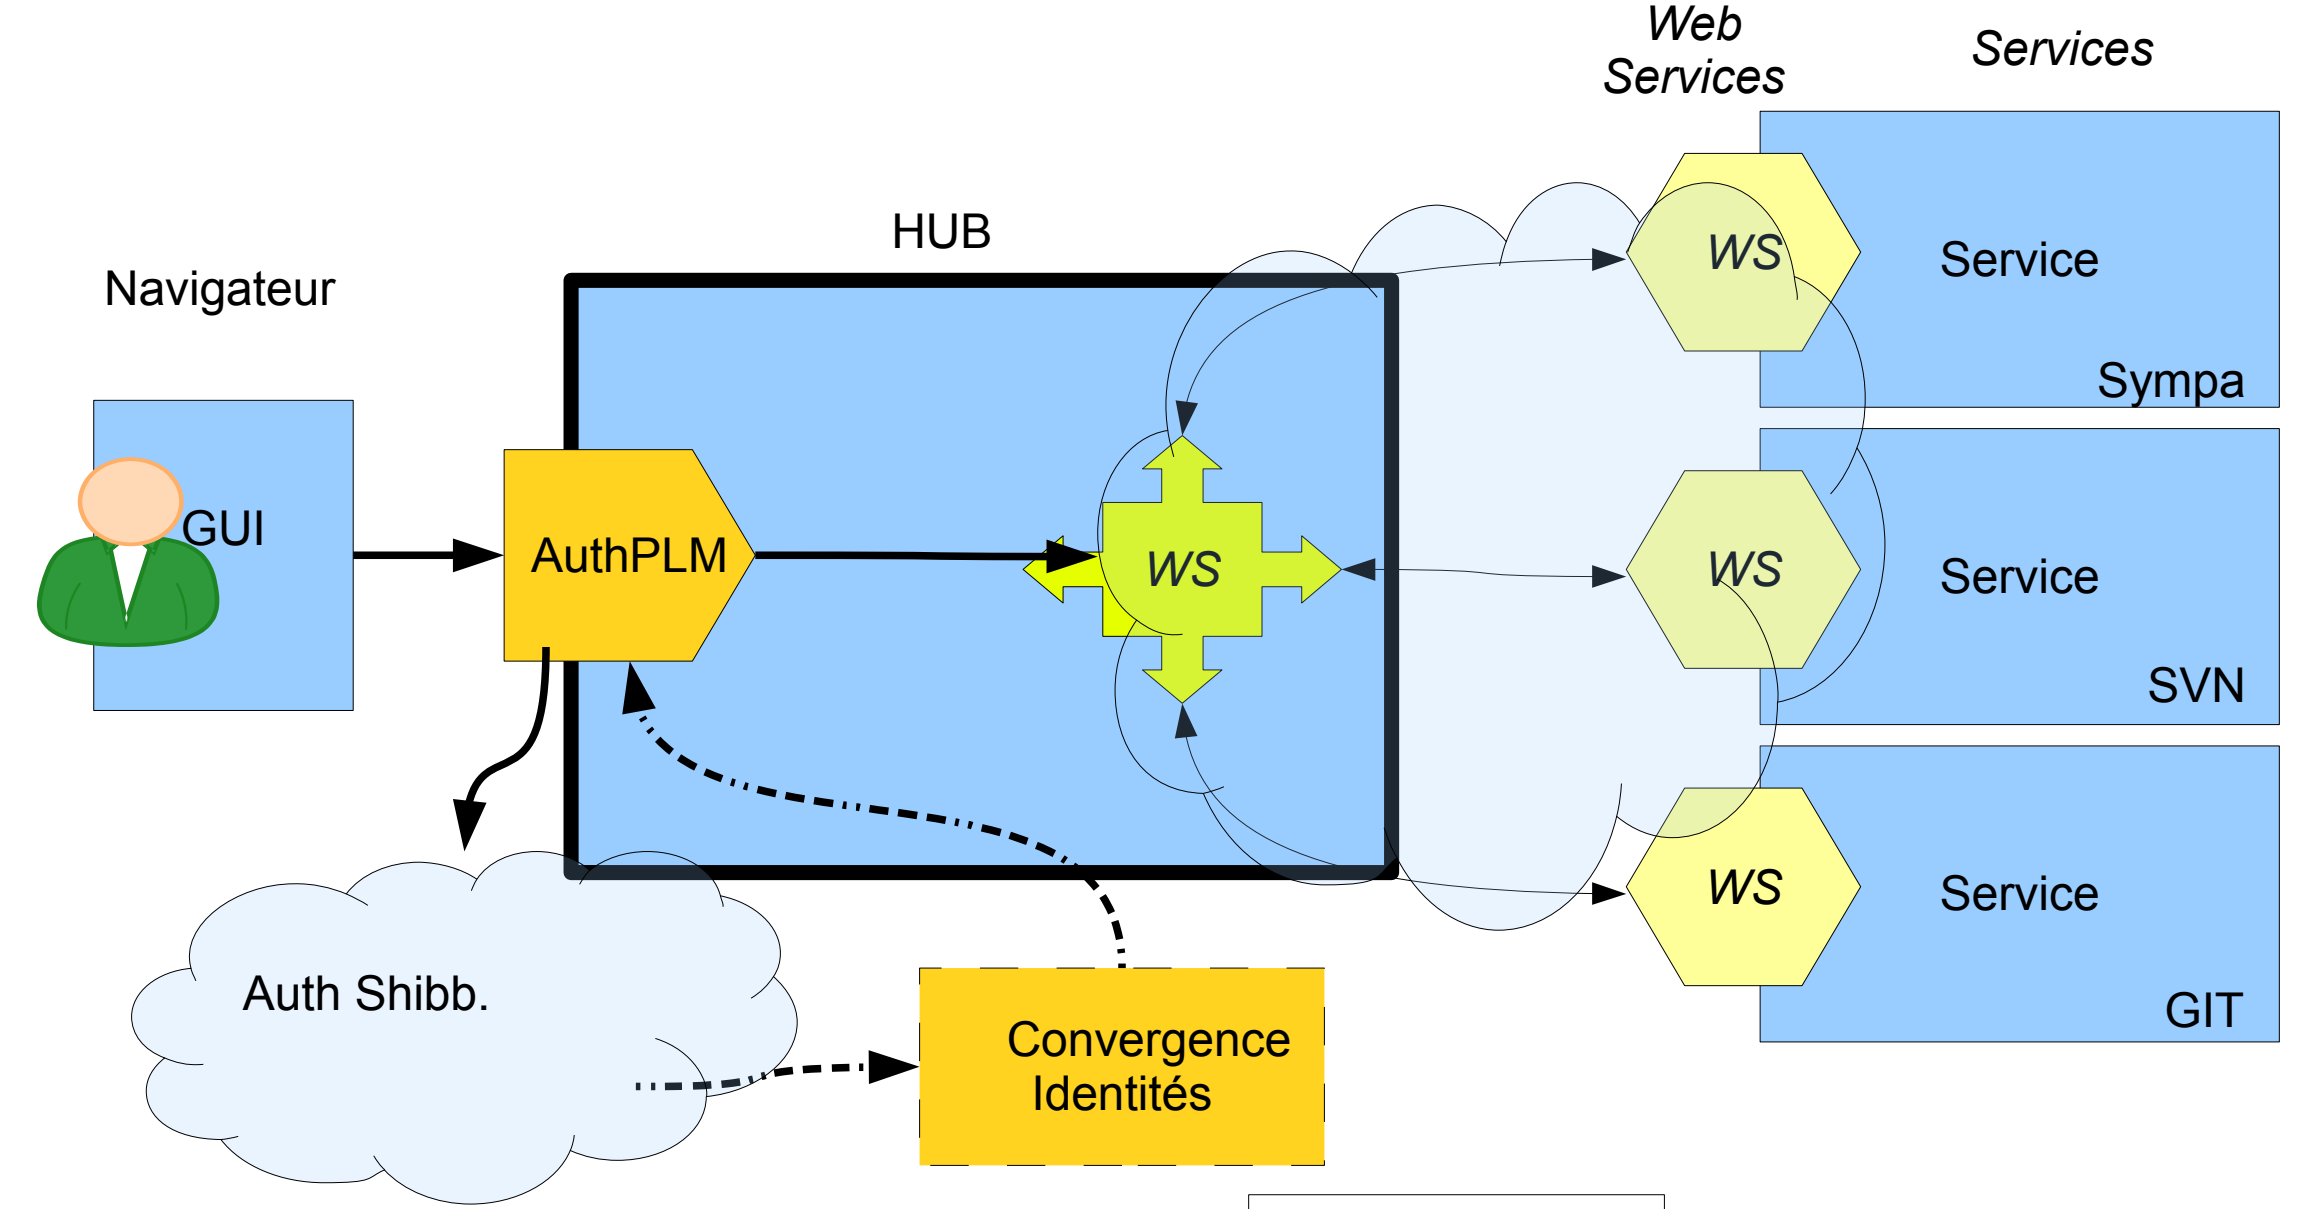 Web
Services
Services
HUB
Navigateur
WS
Service
Sympa
GUI
AuthPLM
WS
WS
Service
SVN
WS
Service
GIT
Auth Shibb.
Convergence
Identités